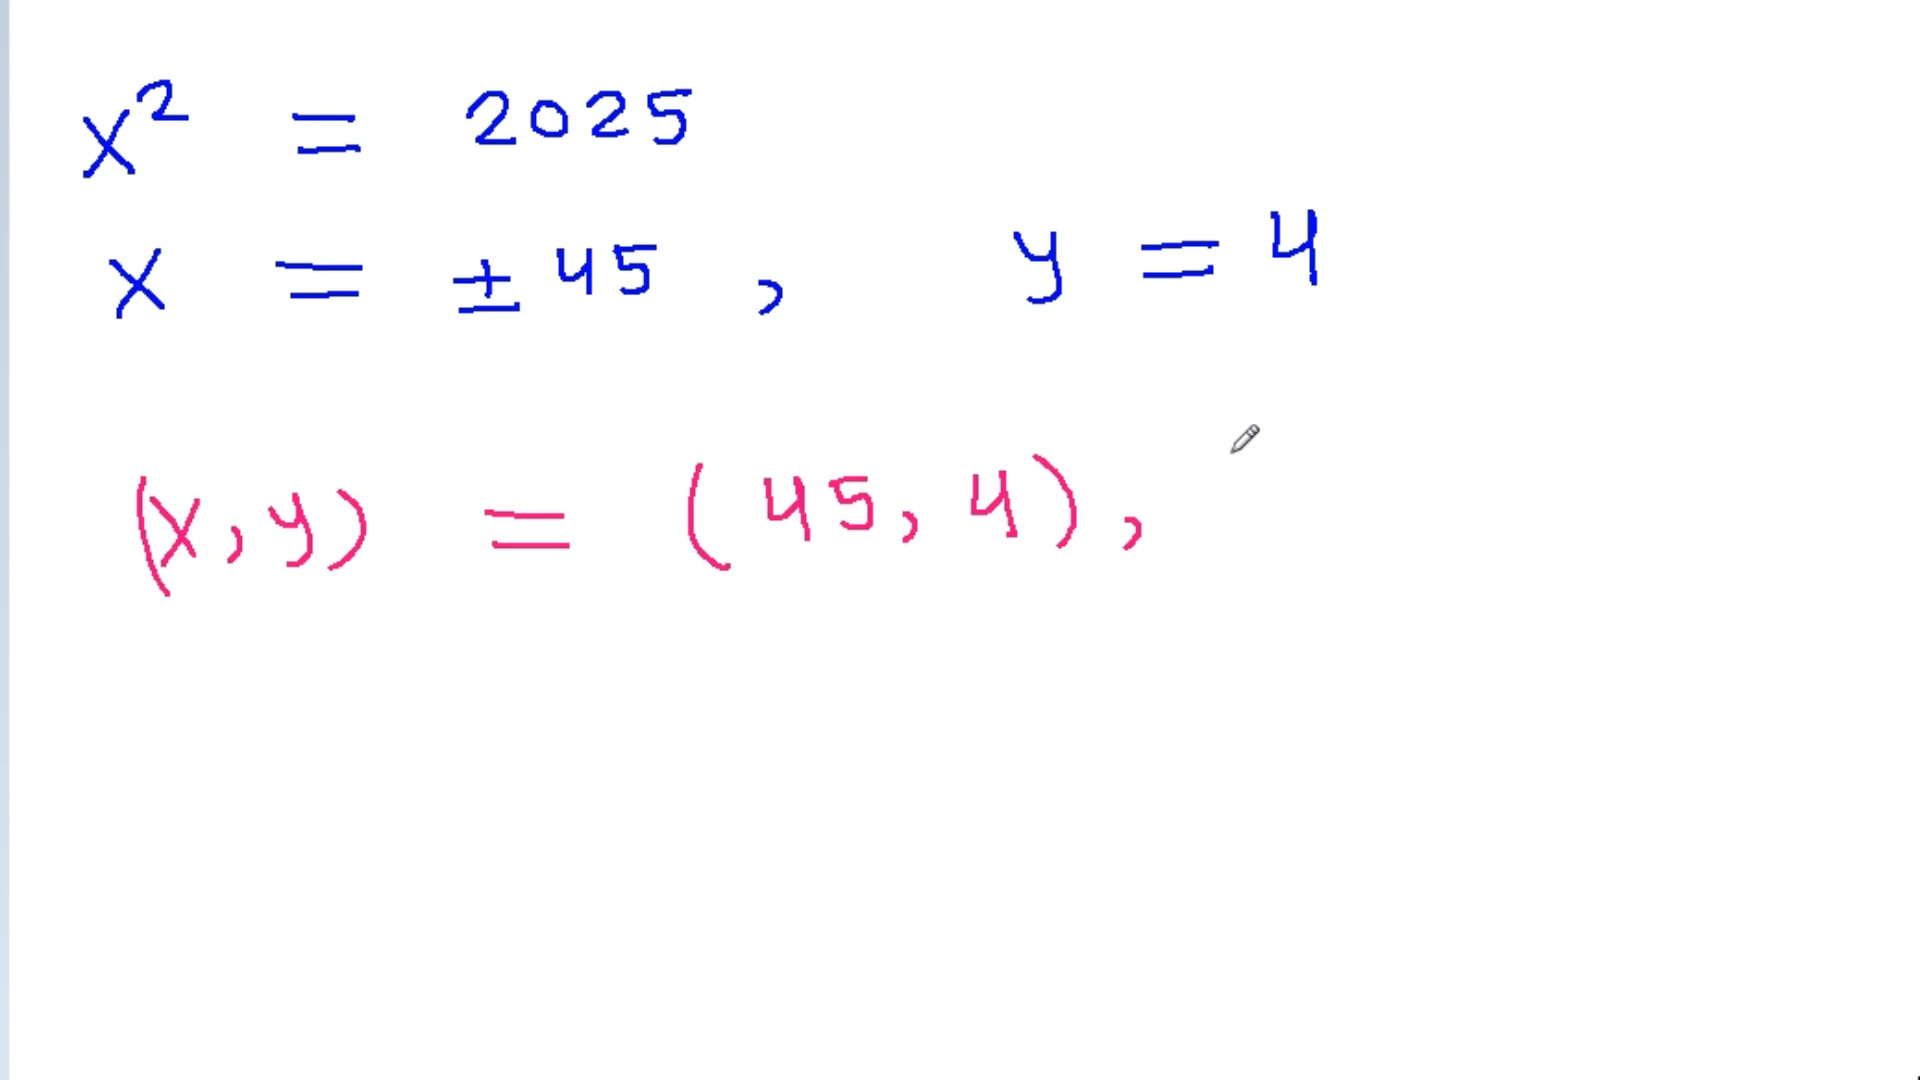 x² = 2025
x = ± 45 , y = 4
(x, y) = (45, 4),